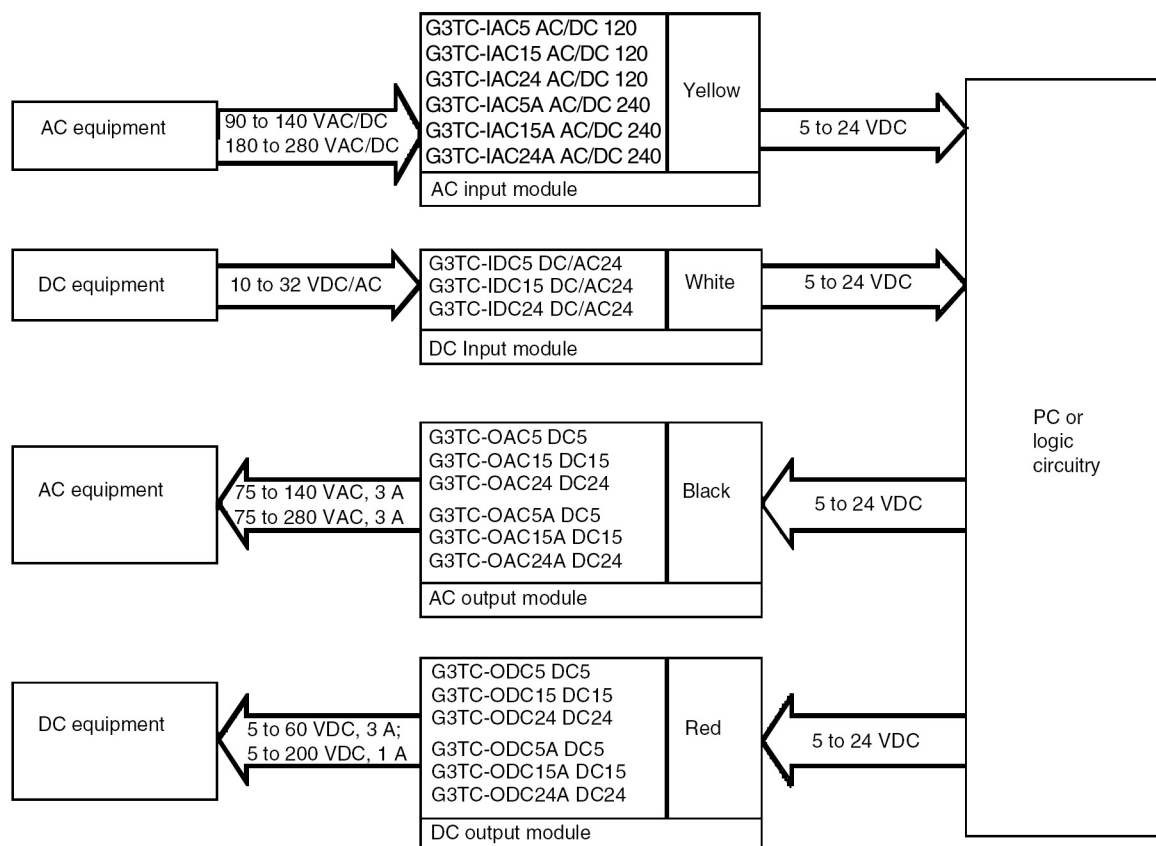 AC equipment
90 to 140 VAC/DC
180 to 280 VAC/DC
G3TC-IAC5 AC/DC 120
G3TC-IAC15 AC/DC 120
G3TC-IAC24 AC/DC 120
G3TC-IAC5A AC/DC 240
G3TC-IAC15A AC/DC 240
G3TC-IAC24A AC/DC 240
Yellow
AC input module
5 to 24 VDC
DC equipment
10 to 32 VDC/AC
G3TC-IDC5 DC/AC24
G3TC-IDC15 DC/AC24
G3TC-IDC24 DC/AC24
White
DC Input module
5 to 24 VDC
AC equipment
75 to 140 VAC, 3 A
75 to 280 VAC, 3 A
G3TC-OAC5 DC5
G3TC-OAC15 DC15
G3TC-OAC24 DC24
G3TC-OAC5A DC5
G3TC-OAC15A DC15
G3TC-OAC24A DC24
Black
AC output module
5 to 24 VDC
DC equipment
5 to 60 VDC, 3 A;
5 to 200 VDC, 1 A
G3TC-ODC5 DC5
G3TC-ODC15 DC15
G3TC-ODC24 DC24
G3TC-ODC5A DC5
G3TC-ODC15A DC15
G3TC-ODC24A DC24
Red
DC output module
5 to 24 VDC
PC or
logic
circuitry